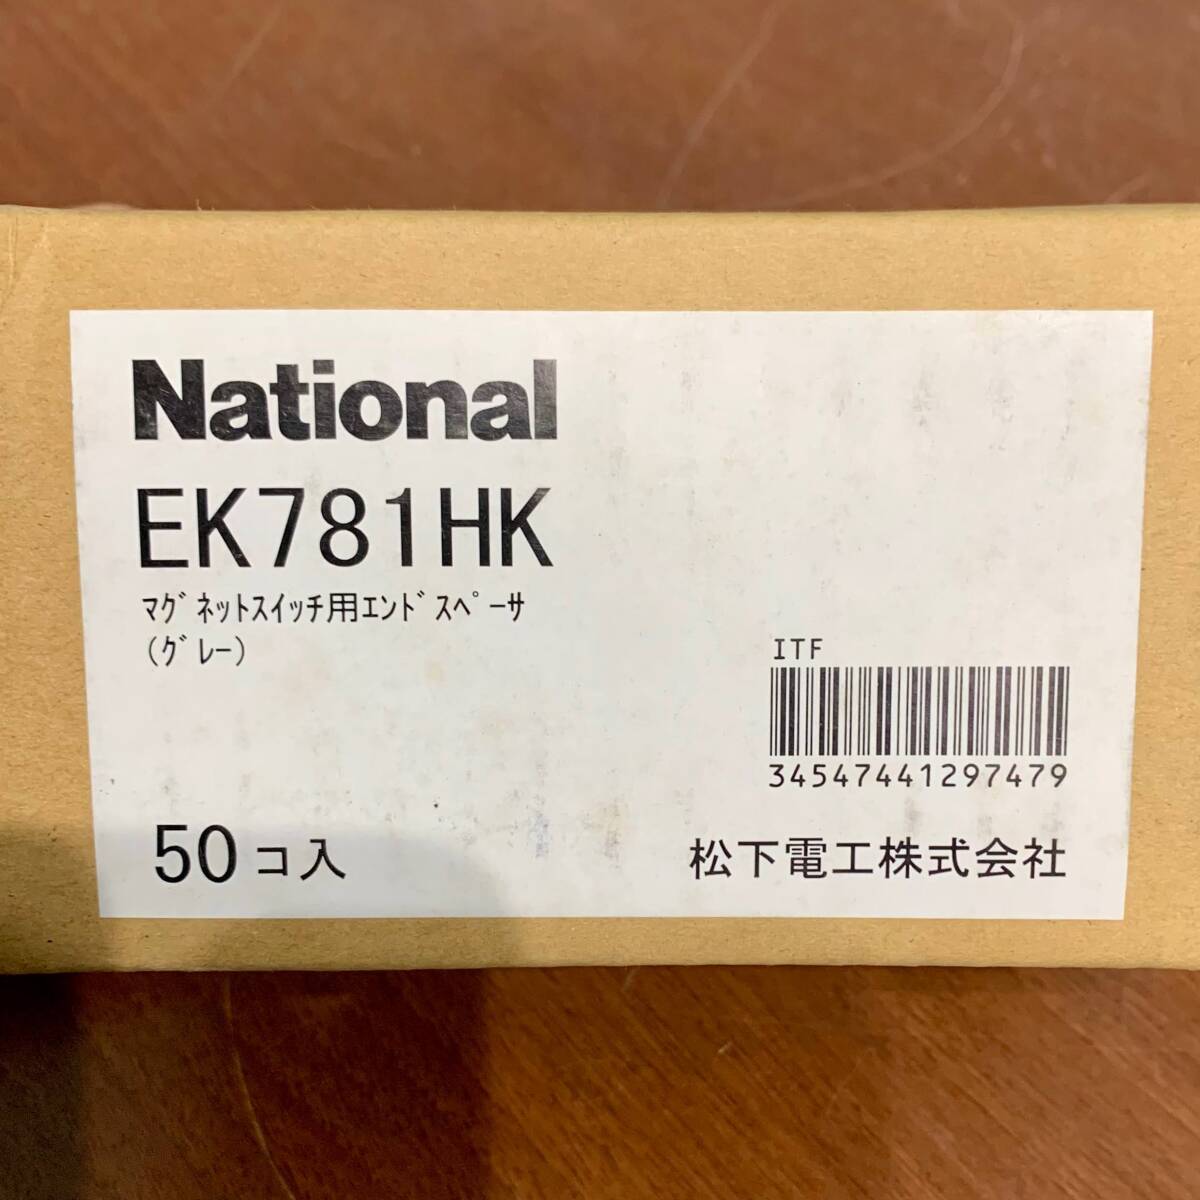 National
EK781HK
ﾏｸﾞﾈｯﾄｽｲｯﾁ用ｴﾝﾄﾞｽﾍﾟｰｻ
(ｸﾞﾚｰ)
ITF
34547441297479
50コ入
松下電工株式会社